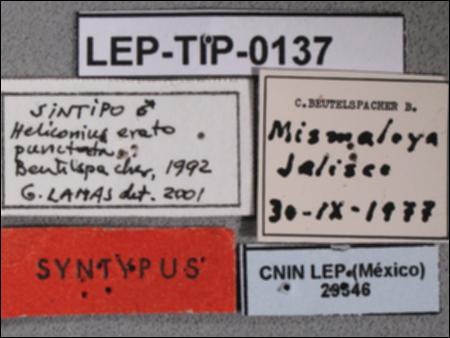 LEP-TIP-0137
SiNTiPO ♂
Heliconius erato
punctata
Beutelspacher, 1992
G. LAMAS det. 2001
C. BEUTELSPACHER B.
Mismaloya
Jalisco
30-IX-1977
SYNTYPUS
CNIN LEP (México)
29546